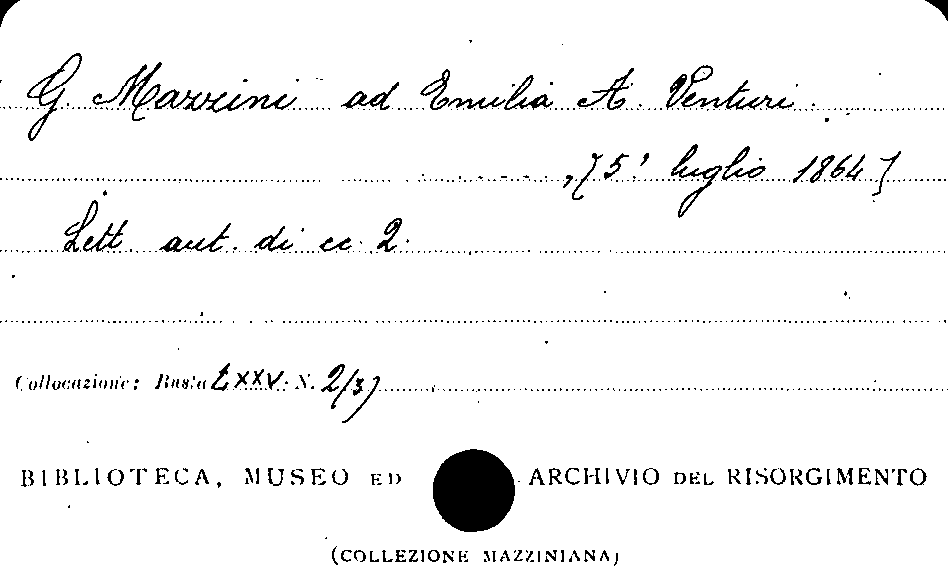 G. Mazzini ad Emilia A. Venturi.
, [5? luglio 1864]
Lett. aut. di cc. 2.
Collocazione: Busta LXXV. N. 2/3)
BIBLIOTECA, MUSEO ED ARCHIVIO DEL RISORGIMENTO
(COLLEZIONE MAZZINIANA)